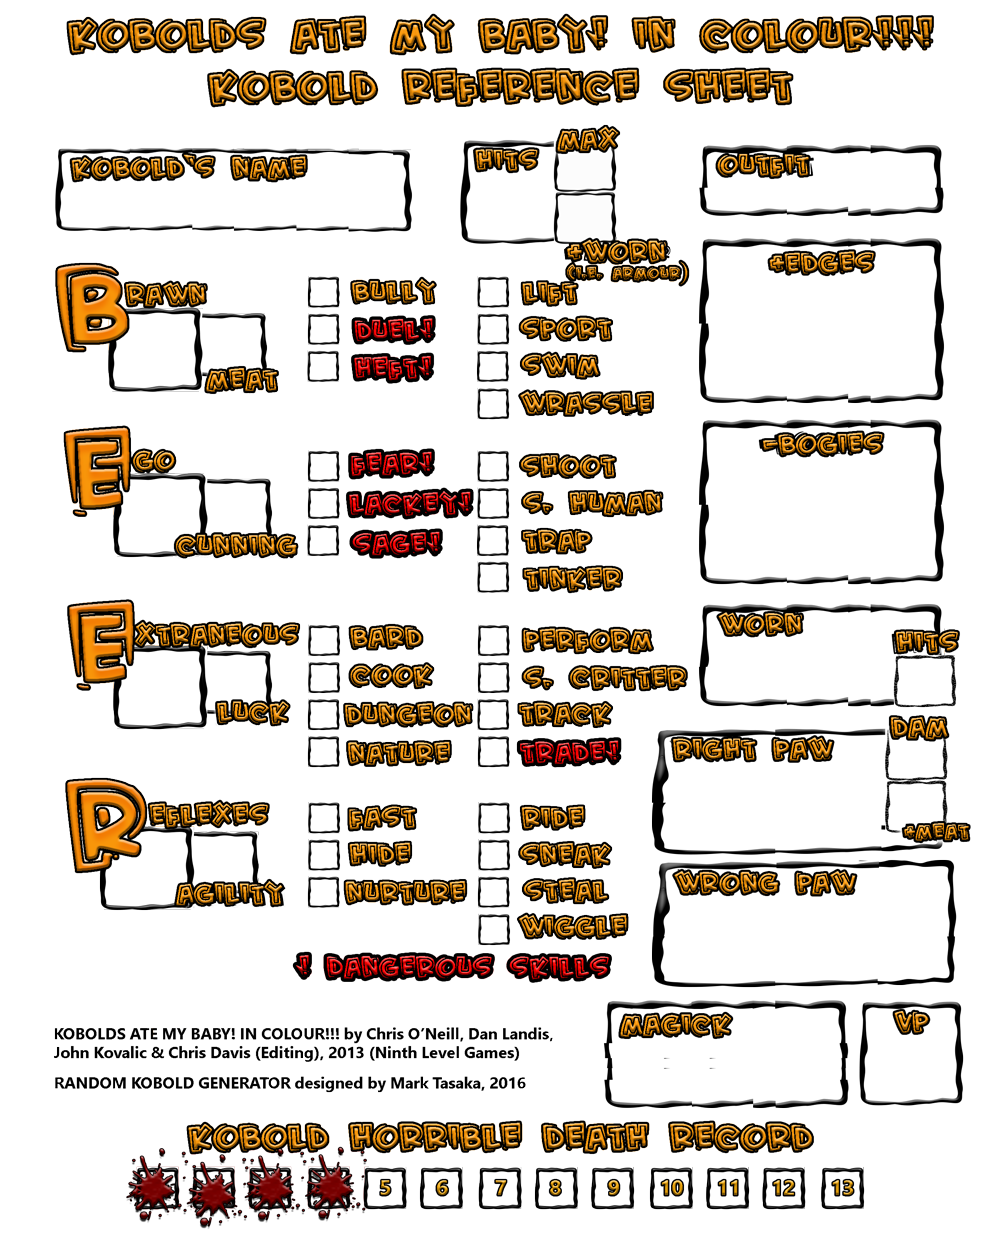 KOBOLDS ATE MY BABY! IN COLOUR!!!
KOBOLD REFERENCE SHEET
KOBOLD'S NAME
HITS
MAX
+WORN
(I.E. ARMOUR)
OUTFIT
+EDGES
BRAWN
MEAT
BULLY
DUEL!
HEFT!
LIFT
SPORT
SWIM
WRASSLE
-BOGIES
EGO
CUNNING
FEAR!
LACKEY!
SAGE!
SHOOT
S. HUMAN
TRAP
TINKER
EXTRANEOUS
LUCK
BARD
COOK
DUNGEON
NATURE
PERFORM
S. CRITTER
TRACK
TRADE!
WORN
HITS
RIGHT PAW
DAM
+MEAT
REFLEXES
AGILITY
FAST
HIDE
NURTURE
RIDE
SNEAK
STEAL
WIGGLE
WRONG PAW
! DANGEROUS SKILLS
MAGICK
VP
KOBOLDS ATE MY BABY! IN COLOUR!!! by Chris O'Neill, Dan Landis,
John Kovalic & Chris Davis (Editing), 2013 (Ninth Level Games)
RANDOM KOBOLD GENERATOR designed by Mark Tasaka, 2016
KOBOLD HORRIBLE DEATH RECORD
5 6 7 8 9 10 11 12 13